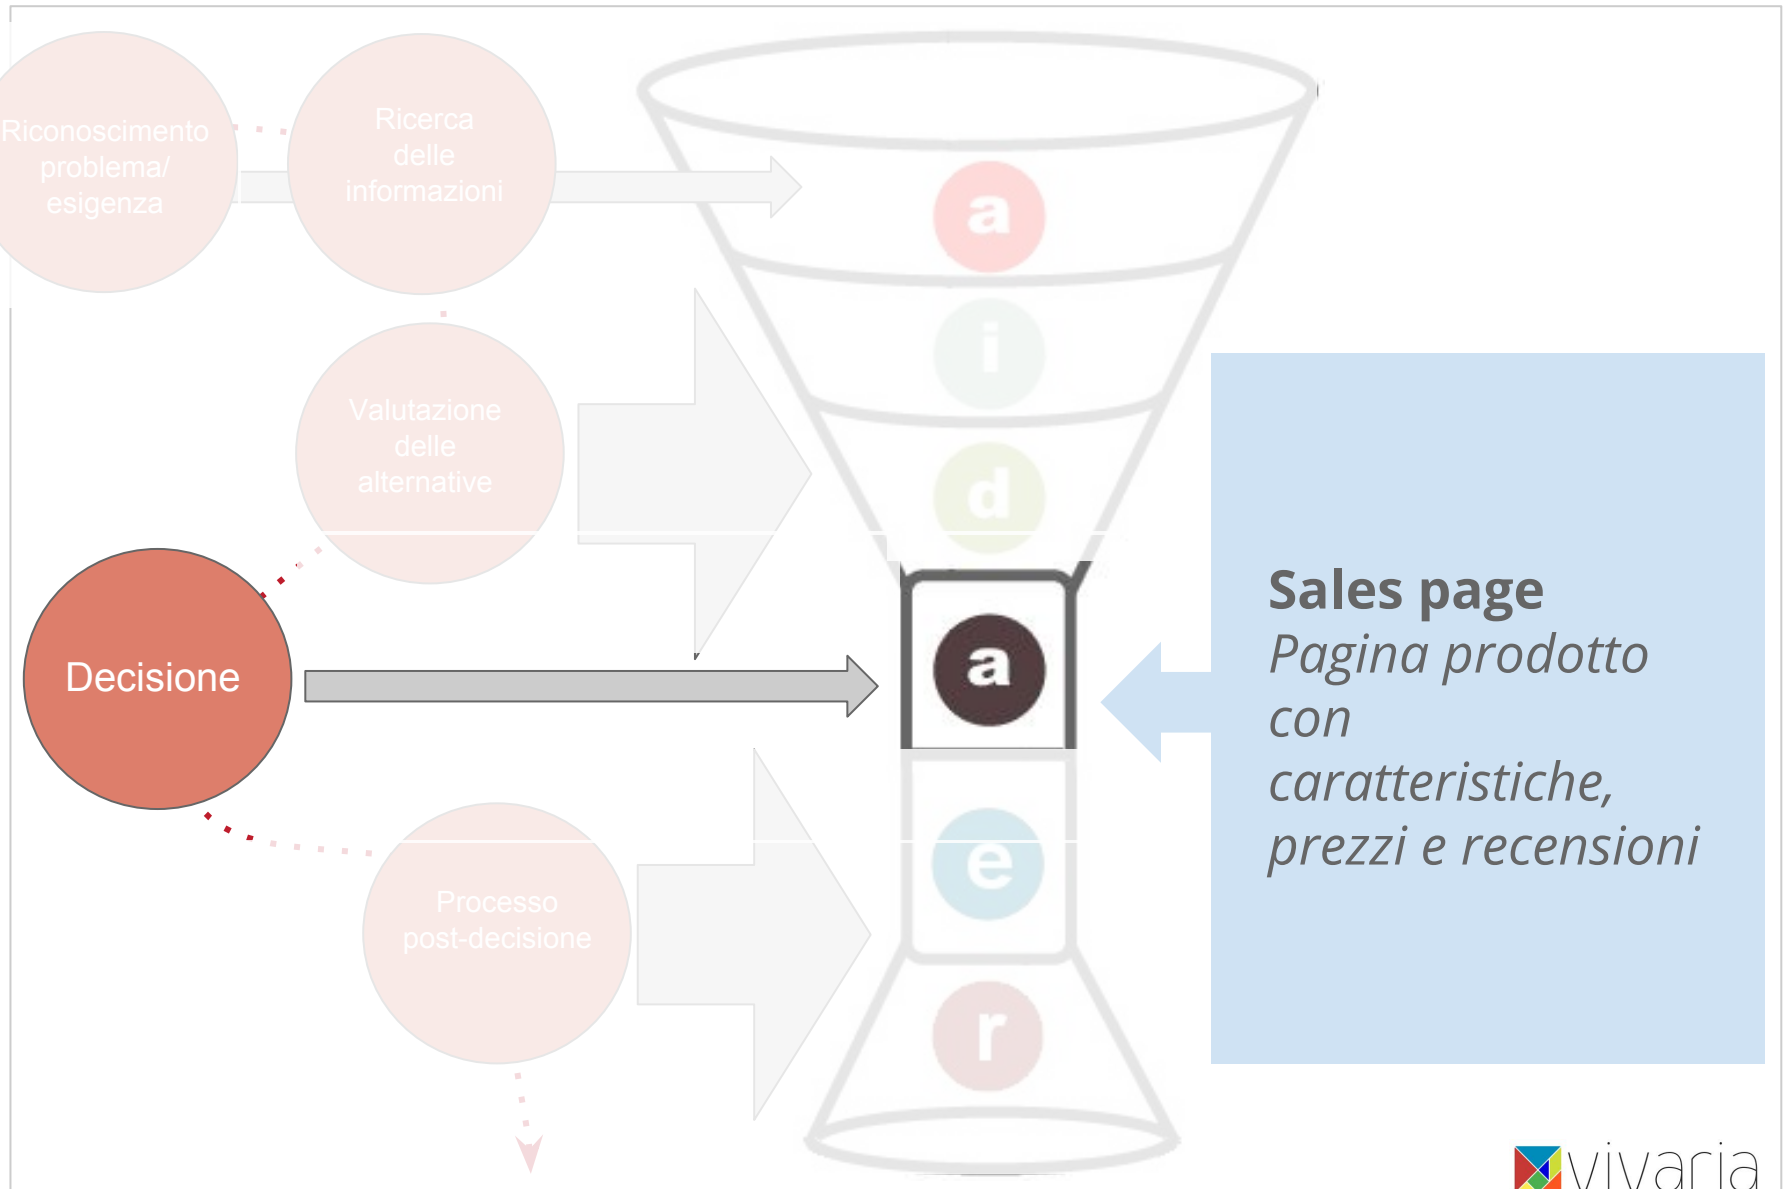 Riconoscimento
problema/
esigenza
Ricerca
delle
informazioni
Valutazione
delle
alternative
Decisione
Processo
post-decisione
a
i
d
a
e
r
Sales page
Pagina prodotto
con
caratteristiche,
prezzi e recensioni
vivaria